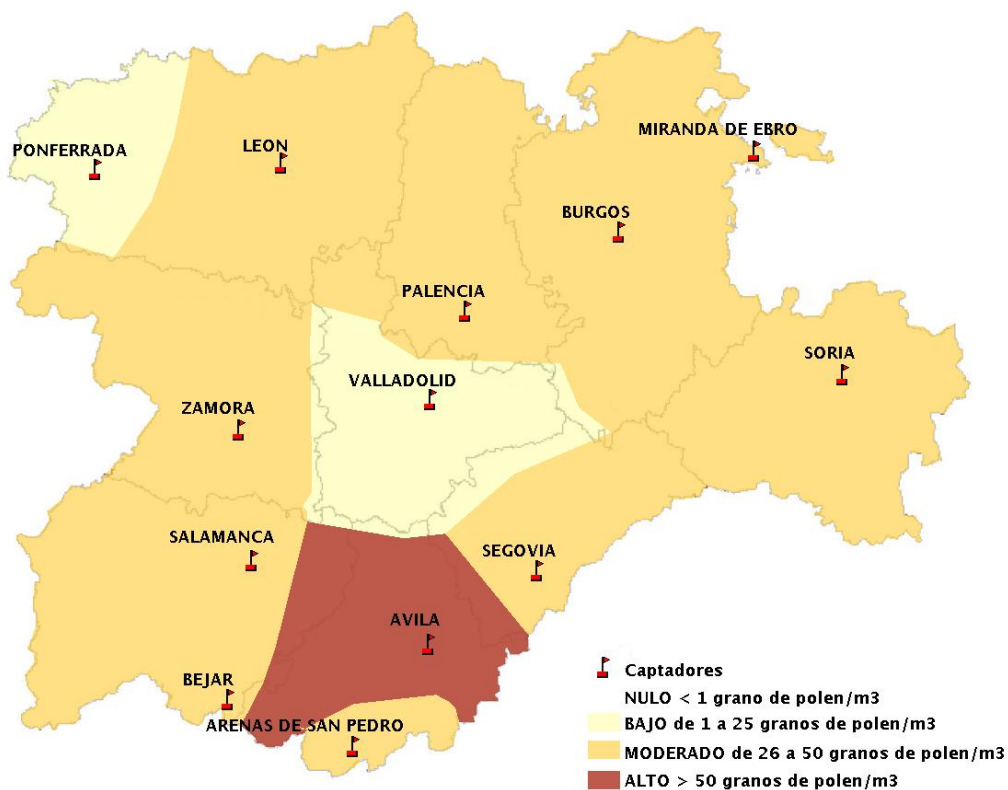 MIRANDA DE EBRO
PONFERRADA
LEON
BURGOS
PALENCIA
SORIA
VALLADOLID
ZAMORA
SALAMANCA
SEGOVIA
AVILA
BEJAR
ARENAS DE SAN PEDRO
Captadores
NULO < 1 grano de polen/m3
BAJO de 1 a 25 granos de polen/m3
MODERADO de 26 a 50 granos de polen/m3
ALTO > 50 granos de polen/m3